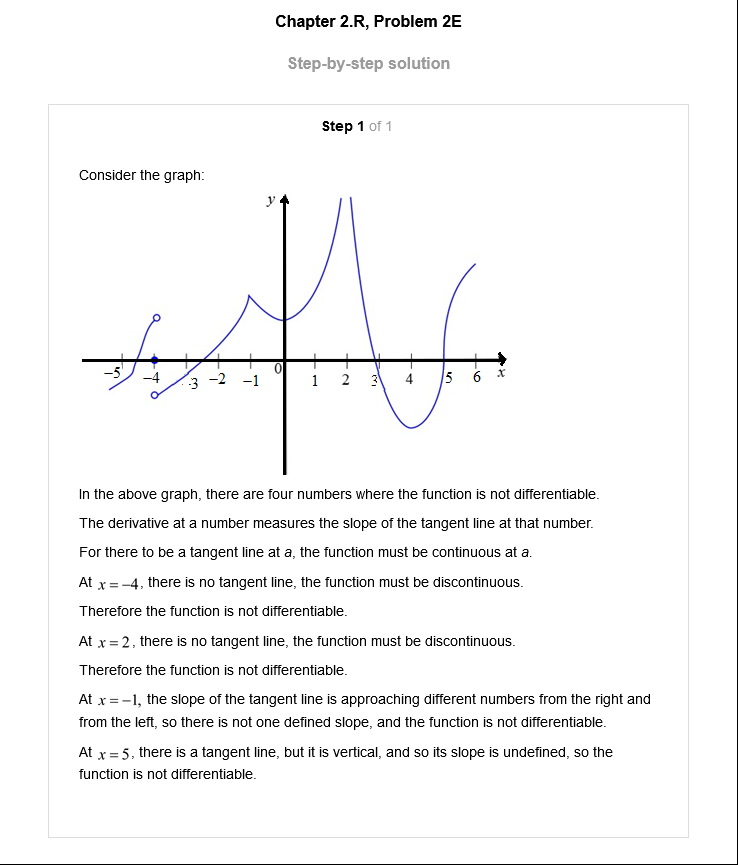 Chapter 2.R, Problem 2E
Step-by-step solution
Step 1 of 1
Consider the graph:
y
0
−5 −4 3 −2 −1 1 2 3 4 5 6 x
In the above graph, there are four numbers where the function is not differentiable.
The derivative at a number measures the slope of the tangent line at that number.
For there to be a tangent line at a, the function must be continuous at a.
At x = −4, there is no tangent line, the function must be discontinuous.
Therefore the function is not differentiable.
At x = 2, there is no tangent line, the function must be discontinuous.
Therefore the function is not differentiable.
At x = −1, the slope of the tangent line is approaching different numbers from the right and
from the left, so there is not one defined slope, and the function is not differentiable.
At x = 5, there is a tangent line, but it is vertical, and so its slope is undefined, so the
function is not differentiable.